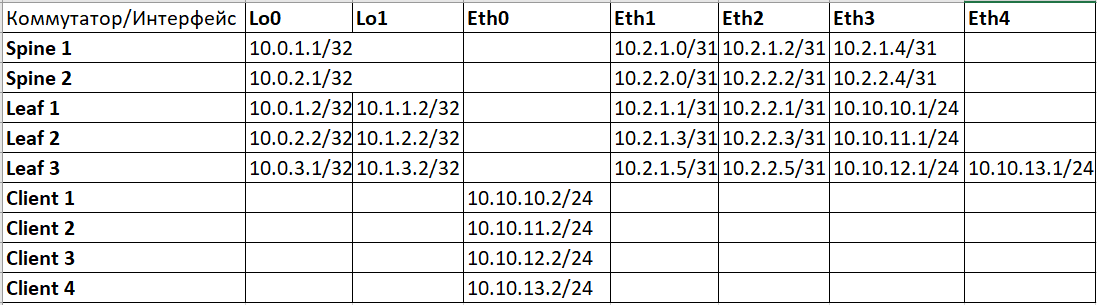 Коммутатор/Интерфейс Lo0 Lo1 Eth0 Eth1 Eth2 Eth3 Eth4
Spine 1 10.0.1.1/32 10.2.1.0/31 10.2.1.2/31 10.2.1.4/31
Spine 2 10.0.2.1/32 10.2.2.0/31 10.2.2.2/31 10.2.2.4/31
Leaf 1 10.0.1.2/32 10.1.1.2/32 10.2.1.1/31 10.2.2.1/31 10.10.10.1/24
Leaf 2 10.0.2.2/32 10.1.2.2/32 10.2.1.3/31 10.2.2.3/31 10.10.11.1/24
Leaf 3 10.0.3.1/32 10.1.3.2/32 10.2.1.5/31 10.2.2.5/31 10.10.12.1/24 10.10.13.1/24
Client 1 10.10.10.2/24
Client 2 10.10.11.2/24
Client 3 10.10.12.2/24
Client 4 10.10.13.2/24